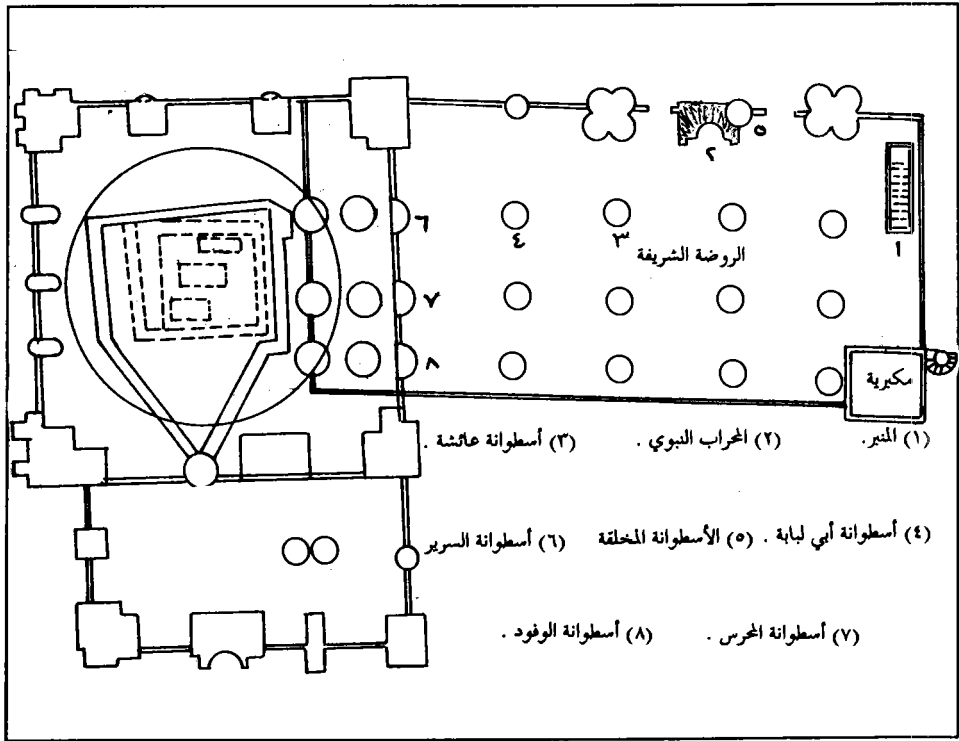 ٥
٢
١
٦
٤
٣
الروضة الشريفة
٧
٨
مكبرية
(١) المنبر. (٢) المحراب النبوي . (٣) أسطوانة عائشة .
(٤) أسطوانة أبي لبابة . (٥) الأسطوانة المخلقة (٦) أسطوانة السرير
(٧) أسطوانة المحرس . (٨) أسطوانة الوفود .